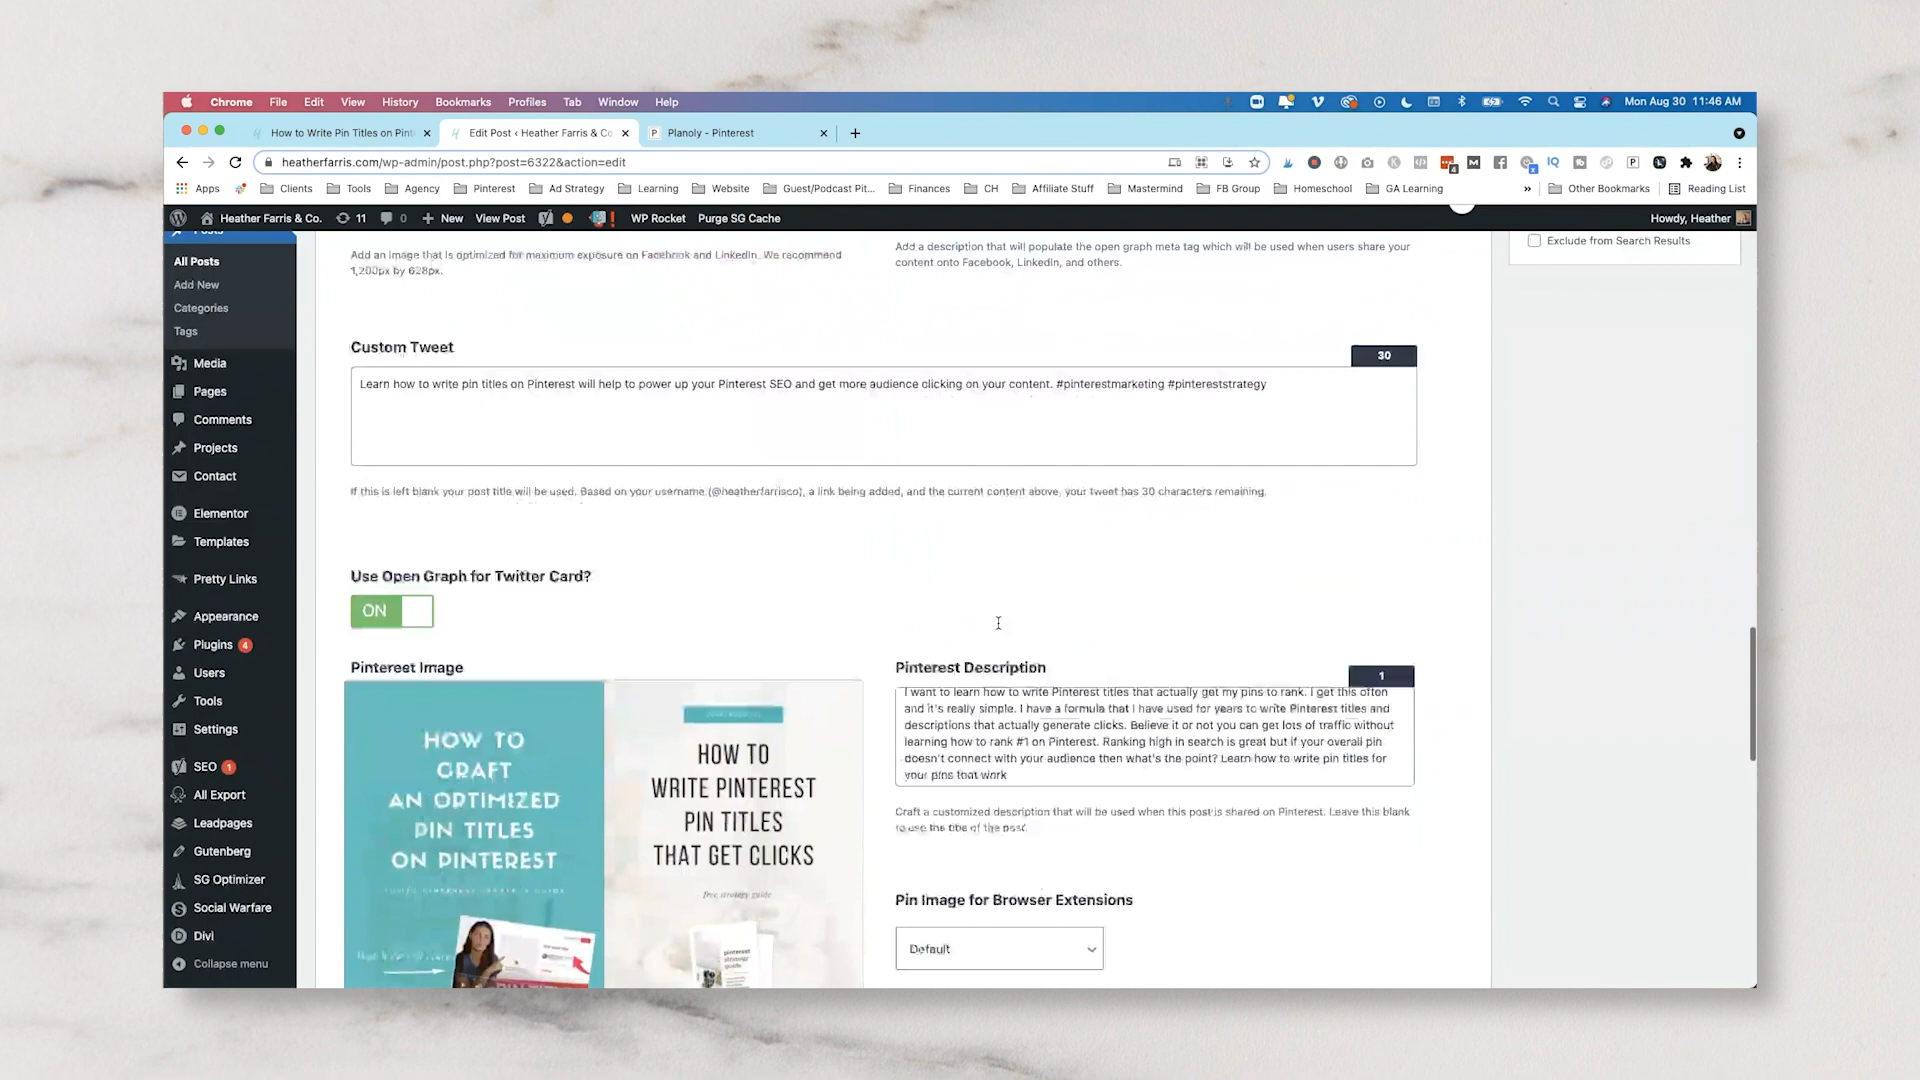 Chrome File Edit View History Bookmarks Profiles Tab Window Help Mon Aug 30 11:46 AM
How to Write Pin Titles on Pint Edit Post ‹ Heather Farris & Co Planoly - Pinterest
heatherfarris.com/wp-admin/post.php?post=6322&action=edit
Apps Clients Tools Agency Pinterest Ad Strategy Learning Website Guest/Podcast Pit... Finances CH Affiliate Stuff Mastermind FB Group Homeschool GA Learning » Other Bookmarks Reading List
Heather Farris & Co. 11 0 New View Post WP Rocket Purge SG Cache Howdy, Heather
Posts
All Posts
Add New
Categories
Tags
Media
Pages
Comments
Projects
Contact
Elementor
Templates
Pretty Links
Appearance
Plugins 4
Users
Tools
Settings
SEO 1
All Export
Leadpages
Gutenberg
SG Optimizer
Social Warfare
Divi
Collapse menu
Add an image that is optimized for maximum exposure on Facebook and LinkedIn. We recommend
1,200px by 628px.
Add a description that will populate the open graph meta tag which will be used when users share your
content onto Facebook, LinkedIn, and others.
Exclude from Search Results
Custom Tweet
30
Learn how to write pin titles on Pinterest will help to power up your Pinterest SEO and get more audience clicking on your content. #pinterestmarketing #pintereststrategy
If this is left blank your post title will be used. Based on your username (@heatherfarrisco), a link being added, and the current content above, your tweet has 30 characters remaining.
Use Open Graph for Twitter Card?
ON
Pinterest Image
HOW TO
CRAFT
AN OPTIMIZED
PIN TITLES
ON PINTEREST
HOW TO
WRITE PINTEREST
PIN TITLES
THAT GET CLICKS
free strategy guide
pinterest
strategy
guide
Pinterest Description
1
I want to learn how to write Pinterest titles that actually get my pins to rank. I get this often
and it's really simple. I have a formula that I have used for years to write Pinterest titles and
descriptions that actually generate clicks. Believe it or not you can get lots of traffic without
learning how to rank #1 on Pinterest. Ranking high in search is great but if your overall pin
doesn't connect with your audience then what's the point? Learn how to write pin titles for
your pins that work
Craft a customized description that will be used when this post is shared on Pinterest. Leave this blank
to use the title of the post.
Pin Image for Browser Extensions
Default